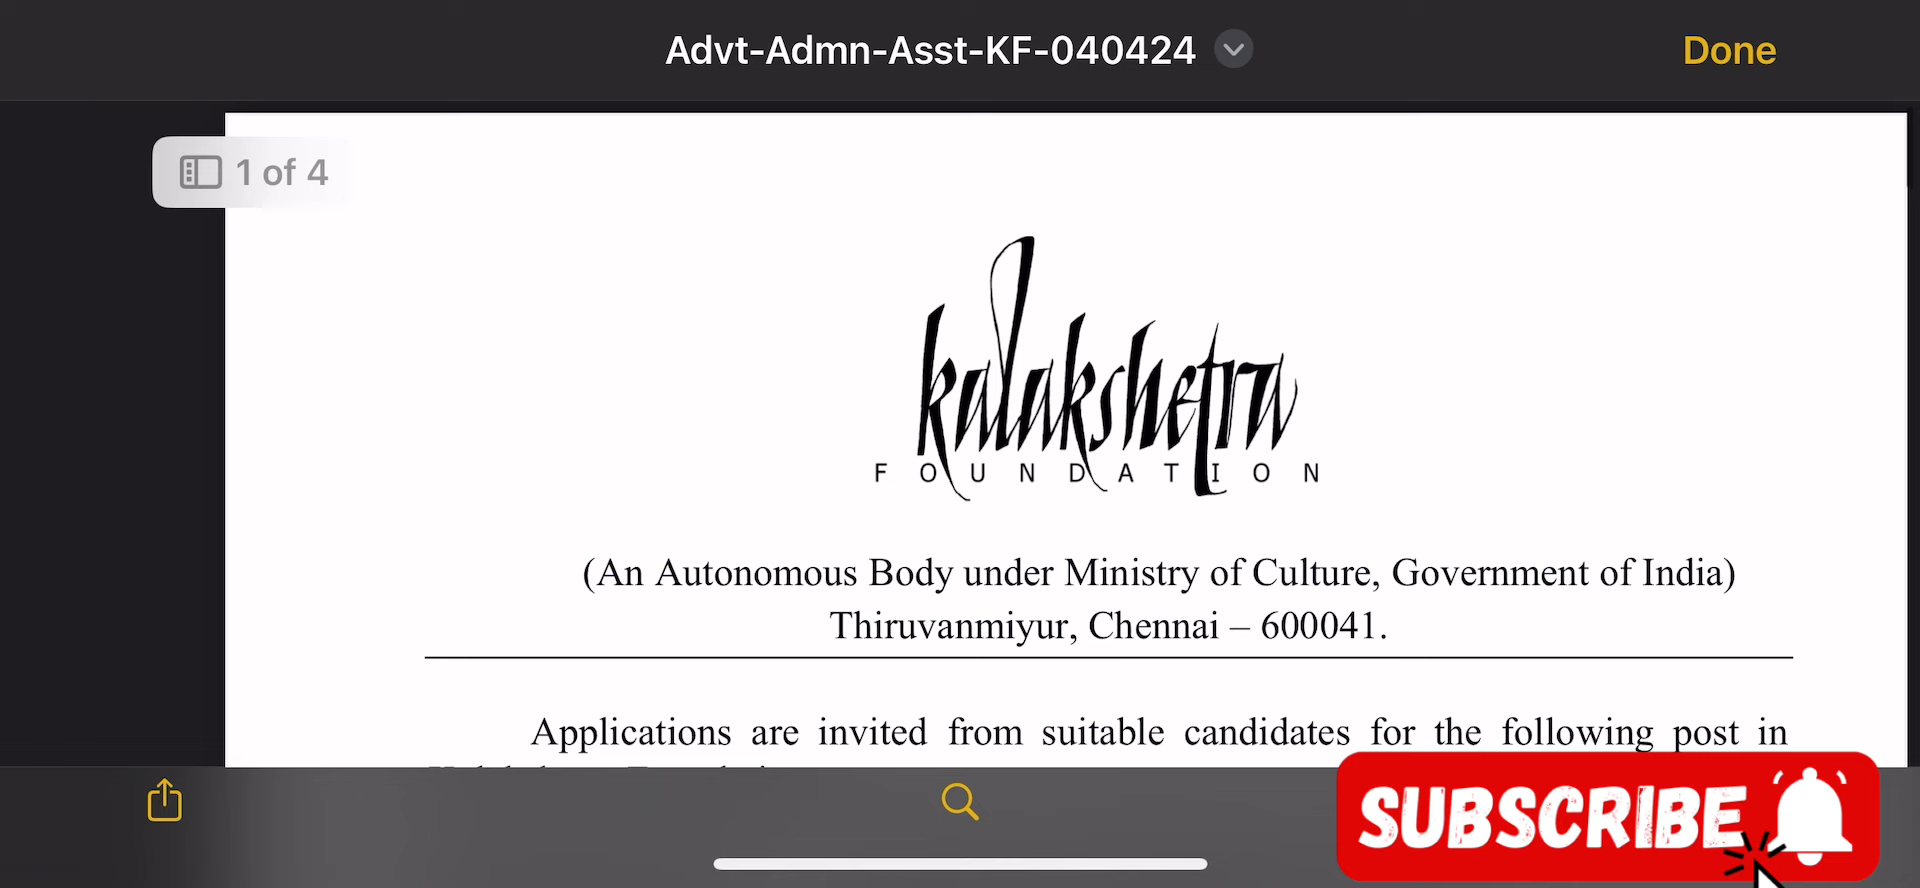 Advt-Admn-Asst-KF-040424
Done
1 of 4
kalakshetra
FOUNDATION
(An Autonomous Body under Ministry of Culture, Government of India)
Thiruvanmiyur, Chennai – 600041.
Applications are invited from suitable candidates for the following post in
SUBSCRIBE